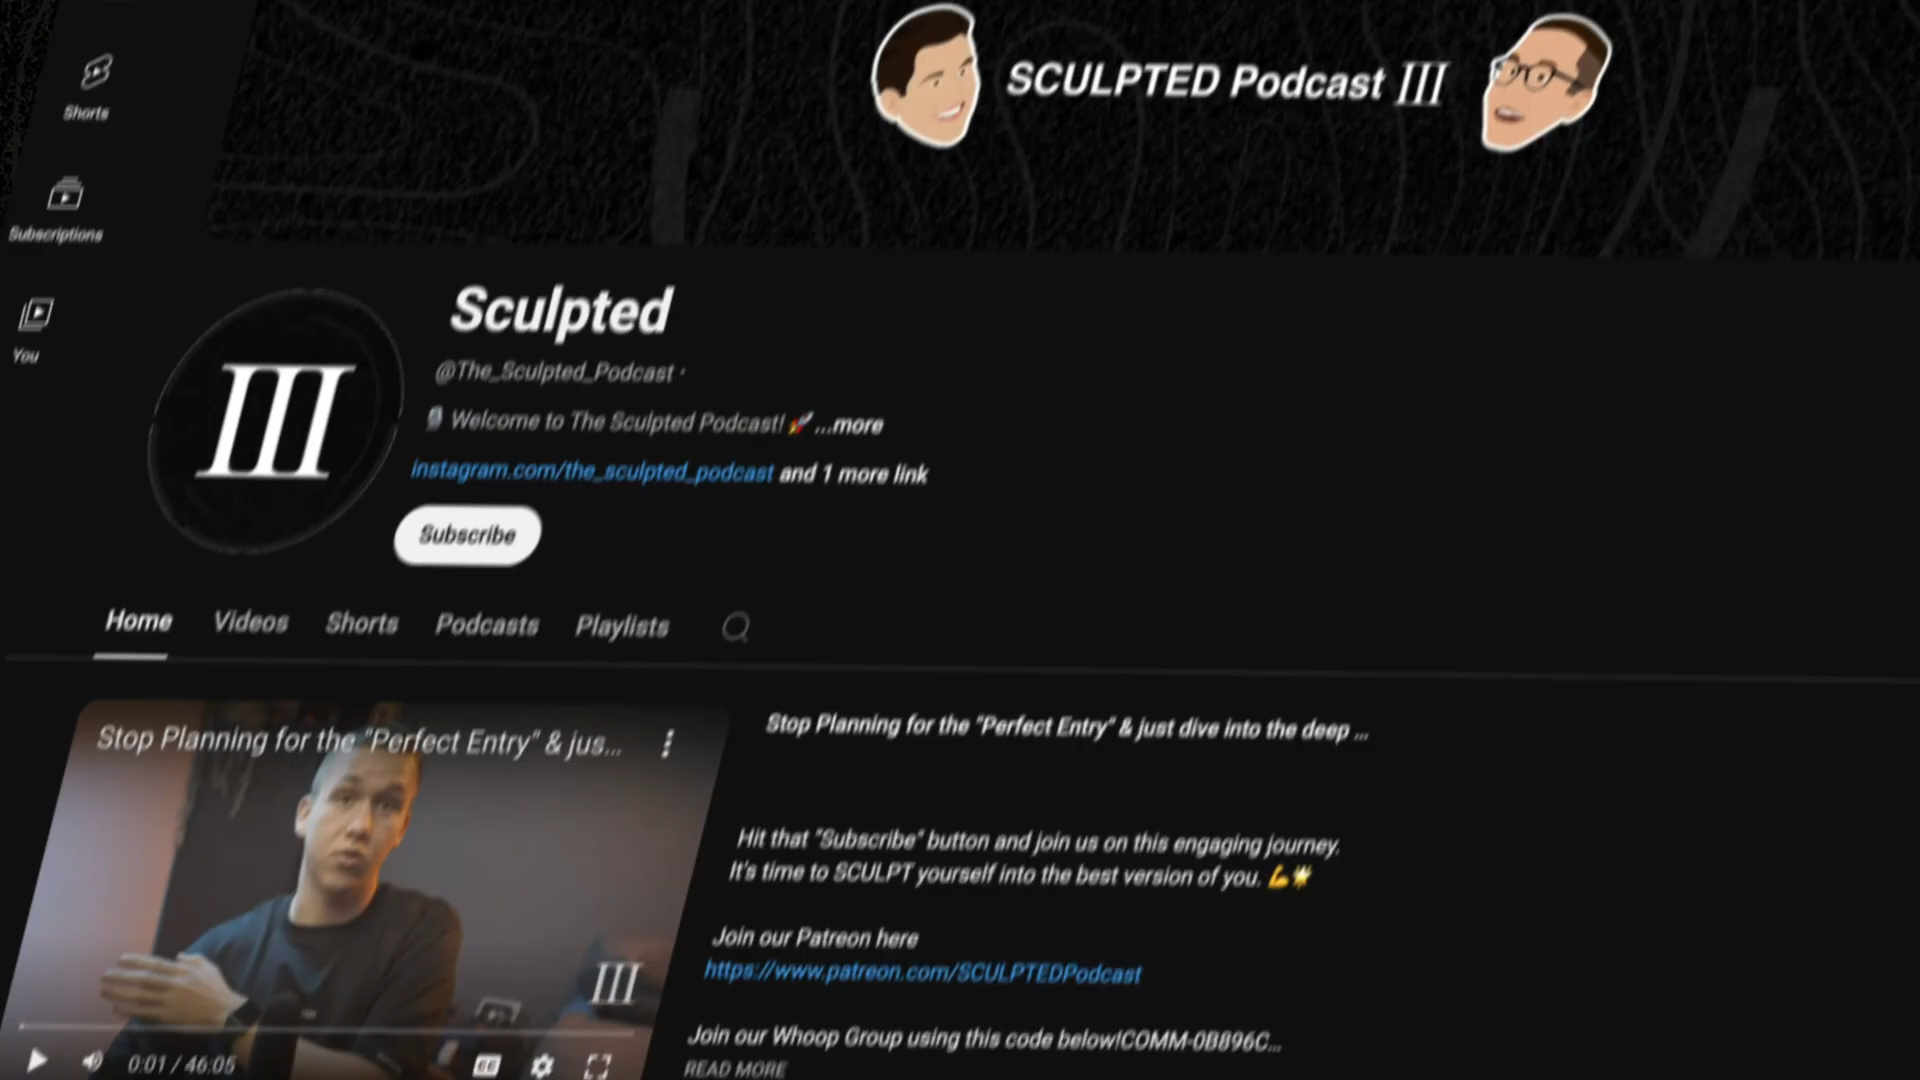 SCULPTED Podcast III
Shorts
Subscriptions
You
III
Sculpted
@The_Sculpted_Podcast ·
Welcome to The Sculpted Podcast! 🚀 ...more
instagram.com/the_sculpted_podcast and 1 more link
Subscribe
Home Videos Shorts Podcasts Playlists
Stop Planning for the "Perfect Entry" & jus...
III
0:01 / 46:05
CC
Stop Planning for the "Perfect Entry" & just dive into the deep ...
Hit that "Subscribe" button and join us on this engaging journey.
It's time to SCULPT yourself into the best version of you. 💪🌟
Join our Patreon here
https://www.patreon.com/SCULPTEDPodcast
Join our Whoop Group using this code below!COMM-0B896C...
READ MORE